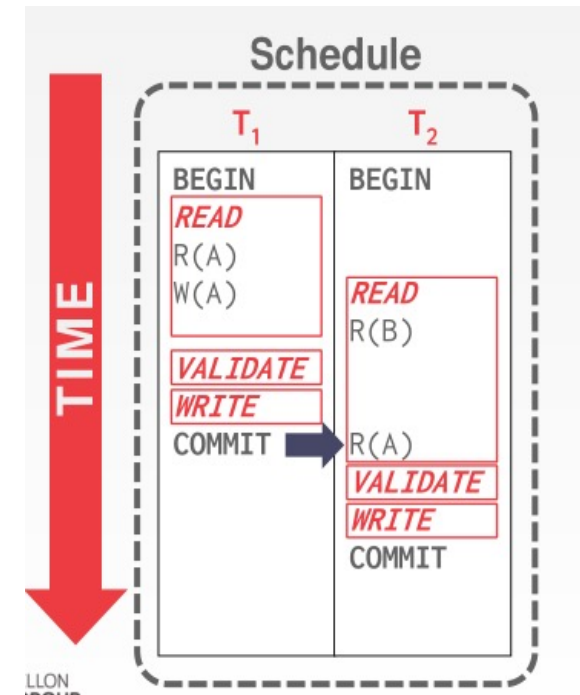 Schedule
TIME
T1 T2
BEGIN BEGIN
READ
R(A)
W(A) READ
R(B)
VALIDATE
WRITE
COMMIT R(A)
VALIDATE
WRITE
COMMIT
LLON